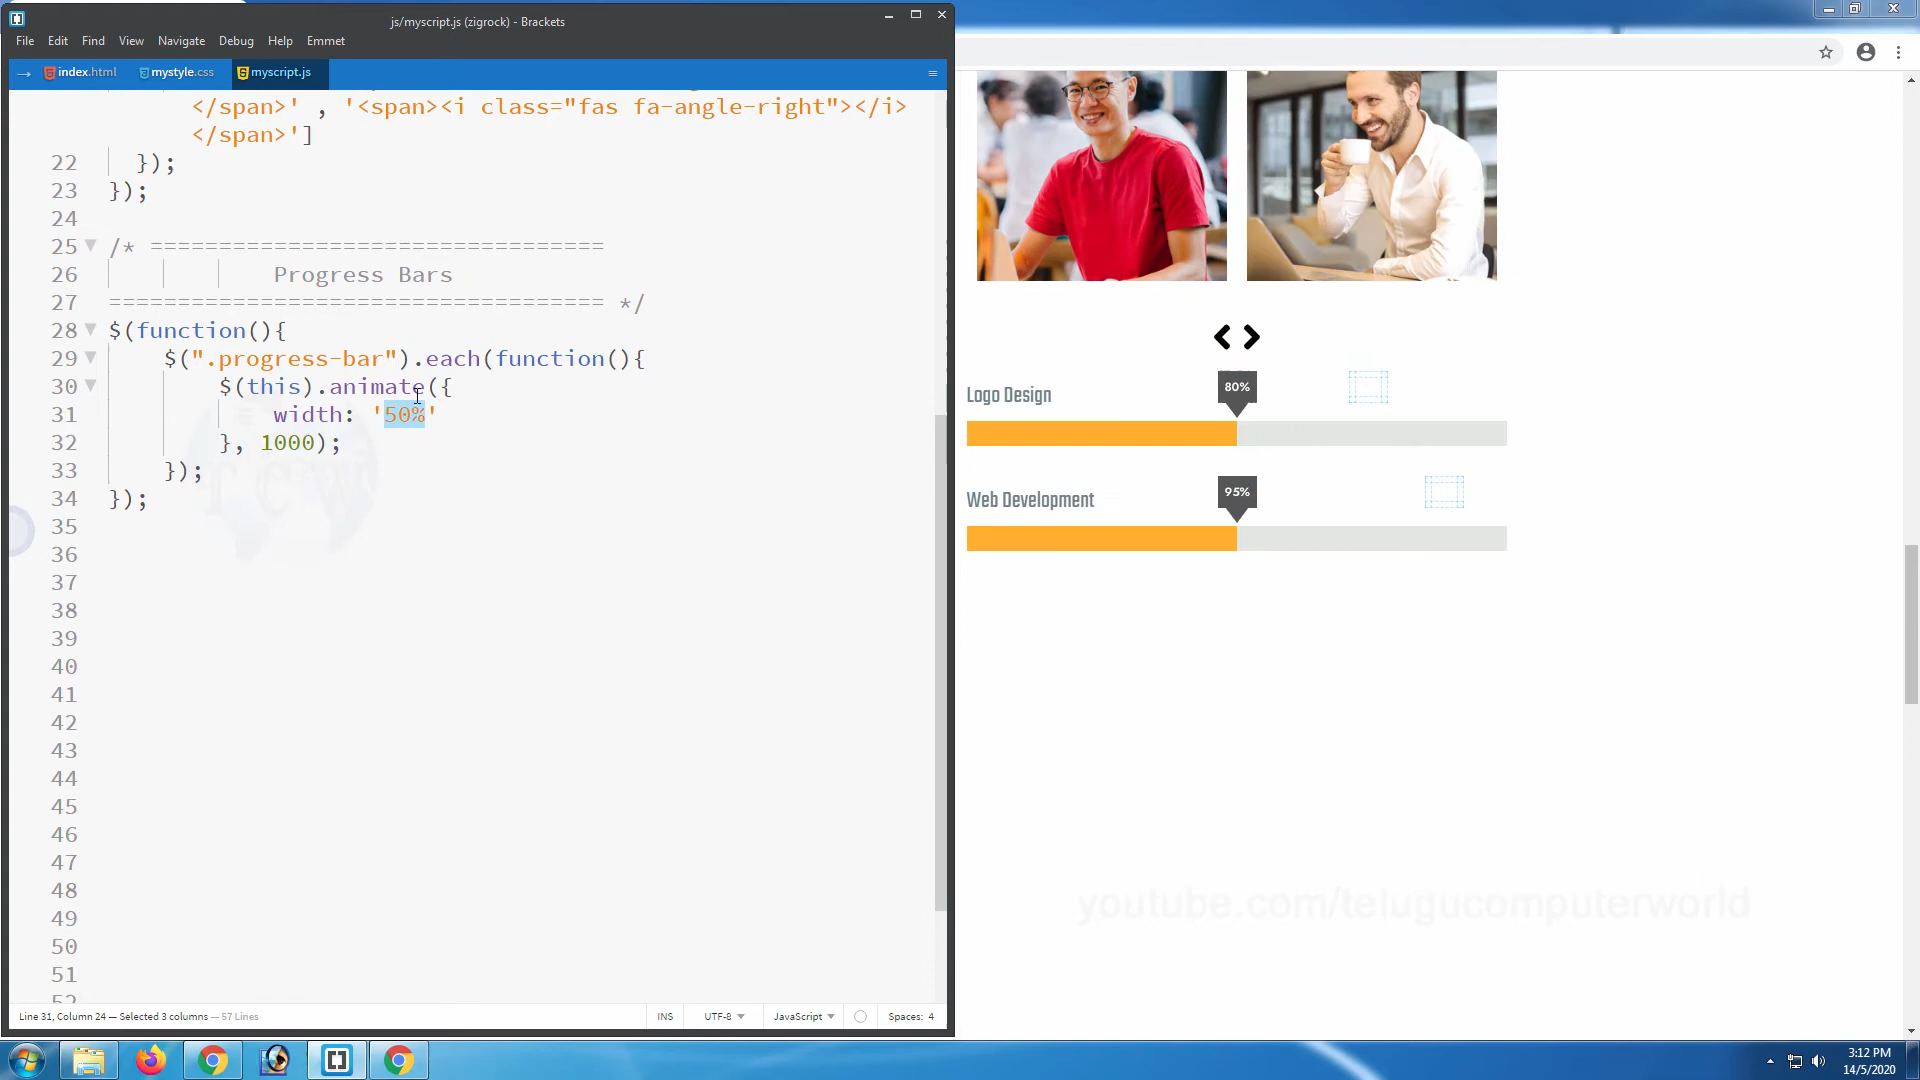 js/myscript.js (zigrock) - Brackets
File Edit Find View Navigate Debug Help Emmet
index.html mystyle.css myscript.js
</span>' , '<span><i class="fas fa-angle-right"></i>
</span>']
22 });
23 });
24
25 /* =================================
26 Progress Bars
27 ==================================== */
28 $(function(){
29 $(".progress-bar").each(function(){
30 $(this).animate({
31 width: '50%'
32 }, 1000);
33 });
34 });
35
36
37
38
39
40
41
42
43
44
45
46
47
48
49
50
51
52
Line 31, Column 24 — Selected 3 columns — 57 Lines
INS UTF-8 JavaScript Spaces: 4
Logo Design
80%
Web Development
95%
youtube.com/telugucomputerworld
3:12 PM
14/5/2020